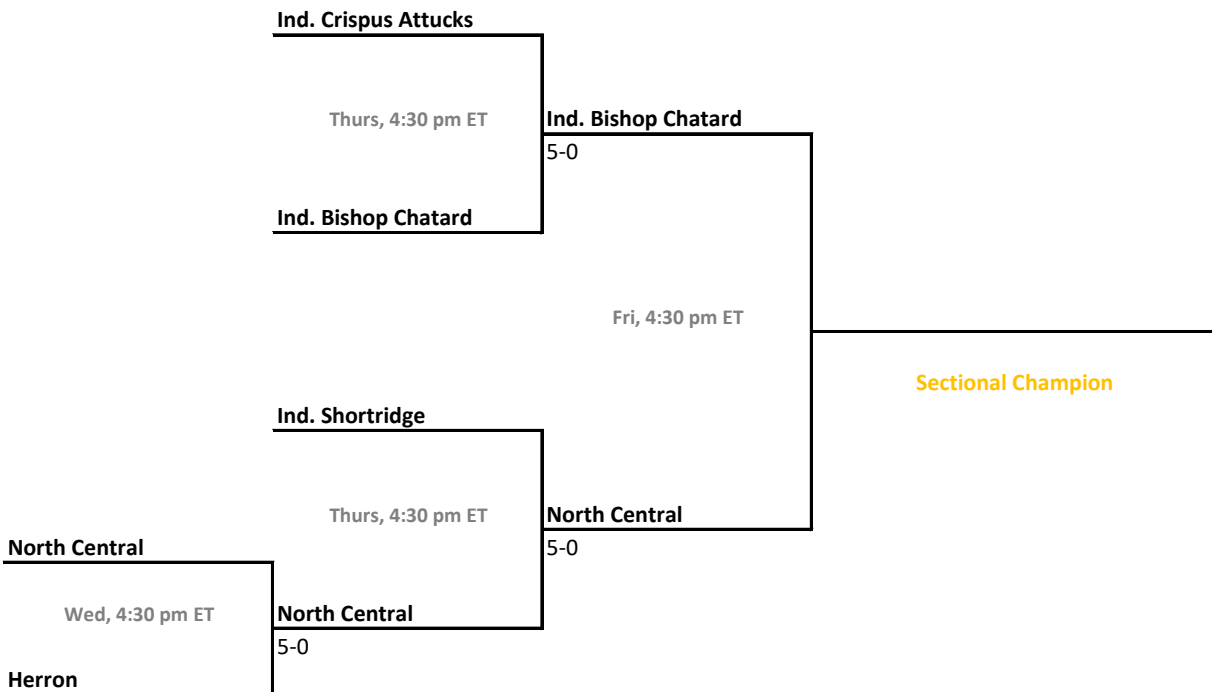 Ind. Crispus Attucks
Thurs, 4:30 pm ET
Ind. Bishop Chatard
5-0
Ind. Bishop Chatard
Fri, 4:30 pm ET
Sectional Champion
Ind. Shortridge
Thurs, 4:30 pm ET
North Central
5-0
North Central
Wed, 4:30 pm ET
North Central
5-0
Herron